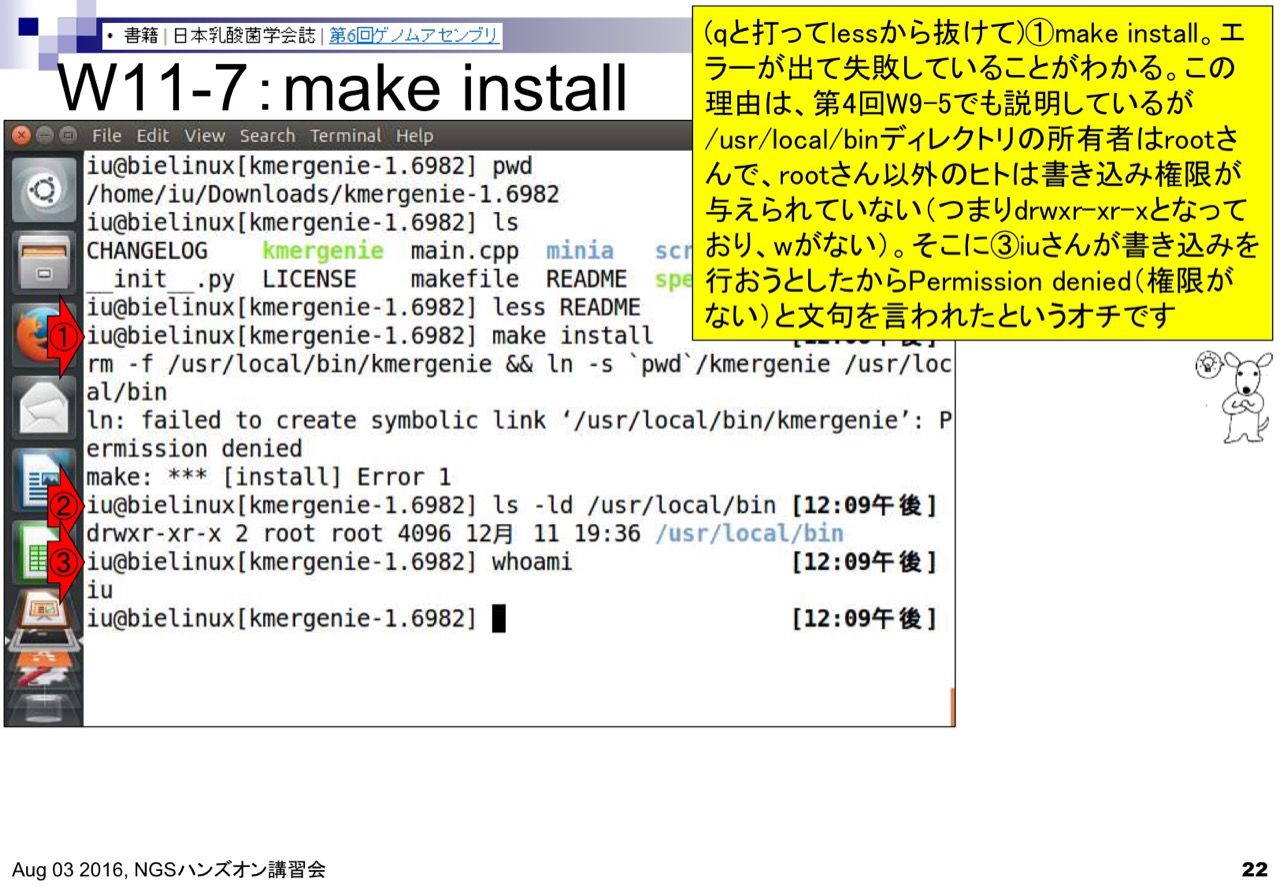 ・ 書籍 | 日本乳酸菌学会誌 | 第6回ゲノムアセンブリ
W11-7：make install
(qと打ってlessから抜けて)①make install。エ
ラーが出て失敗していることがわかる。この
理由は、第4回W9-5でも説明しているが
/usr/local/binディレクトリの所有者はrootさ
んで、rootさん以外のヒトは書き込み権限が
与えられていない（つまりdrwxr-xr-xとなって
おり、wがない）。そこに③iuさんが書き込みを
行おうとしたからPermission denied（権限が
ない）と文句を言われたというオチです
File Edit View Search Terminal Help
iu@bielinux[kmergenie-1.6982] pwd
/home/iu/Downloads/kmergenie-1.6982
iu@bielinux[kmergenie-1.6982] ls
CHANGELOG kmergenie main.cpp minia scr
__init__.py LICENSE makefile README spe
iu@bielinux[kmergenie-1.6982] less README
① iu@bielinux[kmergenie-1.6982] make install
rm -f /usr/local/bin/kmergenie && ln -s `pwd`/kmergenie /usr/loc
al/bin
ln: failed to create symbolic link ‘/usr/local/bin/kmergenie’: P
ermission denied
make: *** [install] Error 1
② iu@bielinux[kmergenie-1.6982] ls -ld /usr/local/bin [12:09午後]
drwxr-xr-x 2 root root 4096 12月 11 19:36 /usr/local/bin
③ iu@bielinux[kmergenie-1.6982] whoami [12:09午後]
iu
iu@bielinux[kmergenie-1.6982] [12:09午後]
Aug 03 2016, NGSハンズオン講習会
22